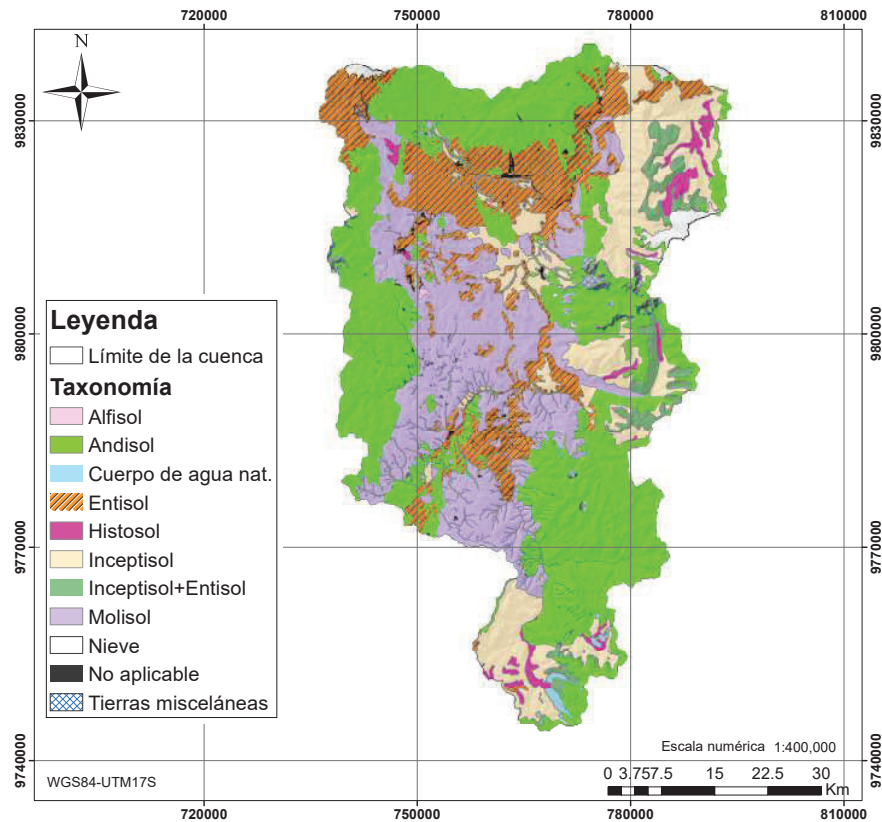 720000 750000 780000 810000
N
9830000 9830000
9800000 9800000
9770000 9770000
9740000 9740000
Leyenda
Límite de la cuenca
Taxonomía
Alfisol
Andisol
Cuerpo de agua nat.
Entisol
Histosol
Inceptisol
Inceptisol+Entisol
Molisol
Nieve
No aplicable
Tierras misceláneas
Escala numérica 1:400,000
0 3.757.5 15 22.5 30
Km
WGS84-UTM17S
720000 750000 780000 810000